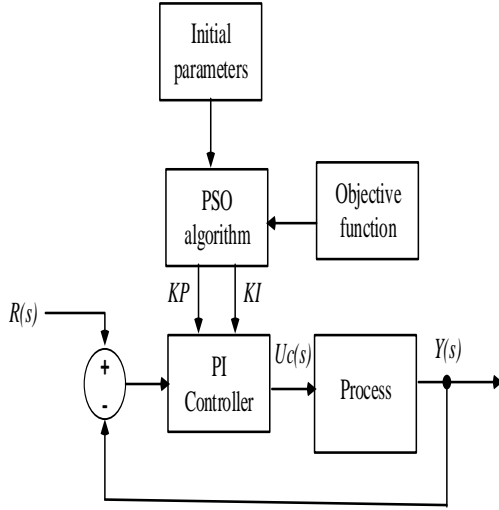 Initial
parameters
PSO
algorithm
Objective
function
KP
KI
R(s)
+
-
PI
Controller
Uc(s)
Process
Y(s)